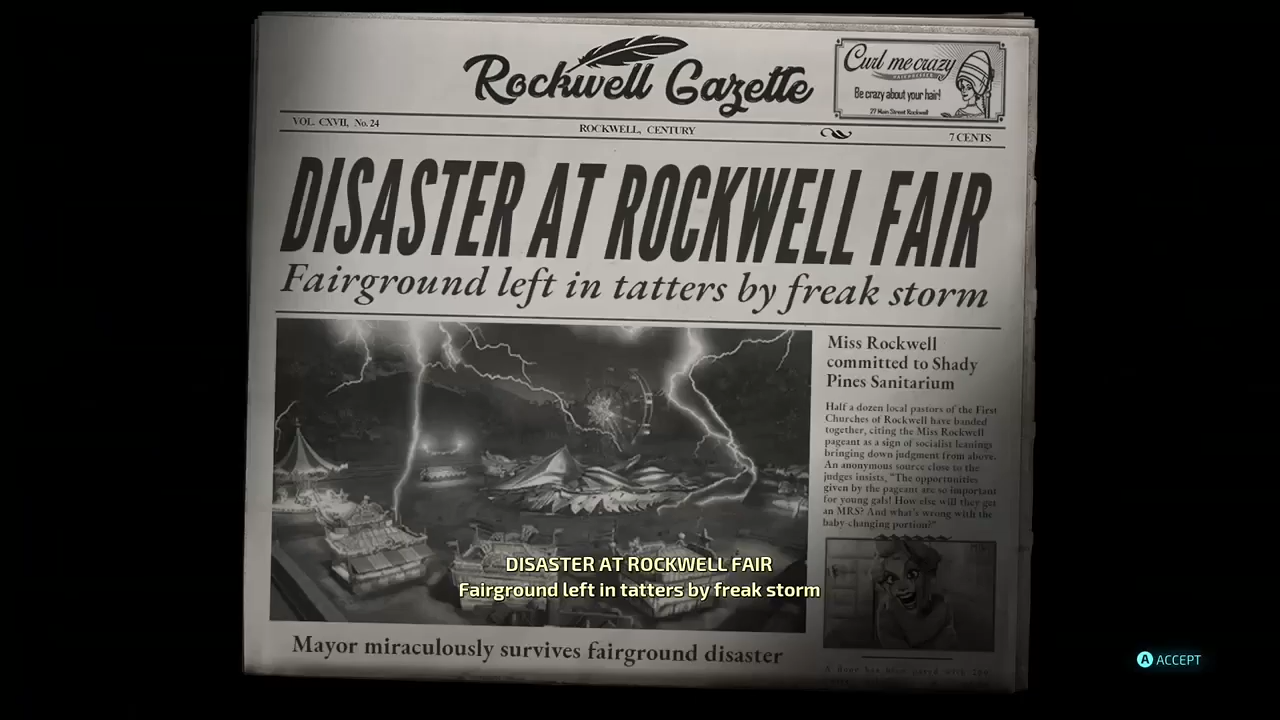 Rockwell Gazette
Curl me crazy
HAIRDRESSER
Be crazy about your hair!
27 Main Street Rockwell
VOL. CXVII, No. 24
ROCKWELL, CENTURY
7 CENTS
DISASTER AT ROCKWELL FAIR
Fairground left in tatters by freak storm
Miss Rockwell
committed to Shady
Pines Sanitarium
Half a dozen local pastors of the First
Churches of Rockwell have banded
together, citing the Miss Rockwell
pageant as a sign of socialist leanings
bringing down judgment from above.
An anonymous source close to the
judges insists, "The opportunities
given by the pageant are so important
for young gals! How else will they get
an MRS? And what's wrong with the
baby-changing portion?"
DISASTER AT ROCKWELL FAIR
Fairground left in tatters by freak storm
Mayor miraculously survives fairground disaster
A ACCEPT